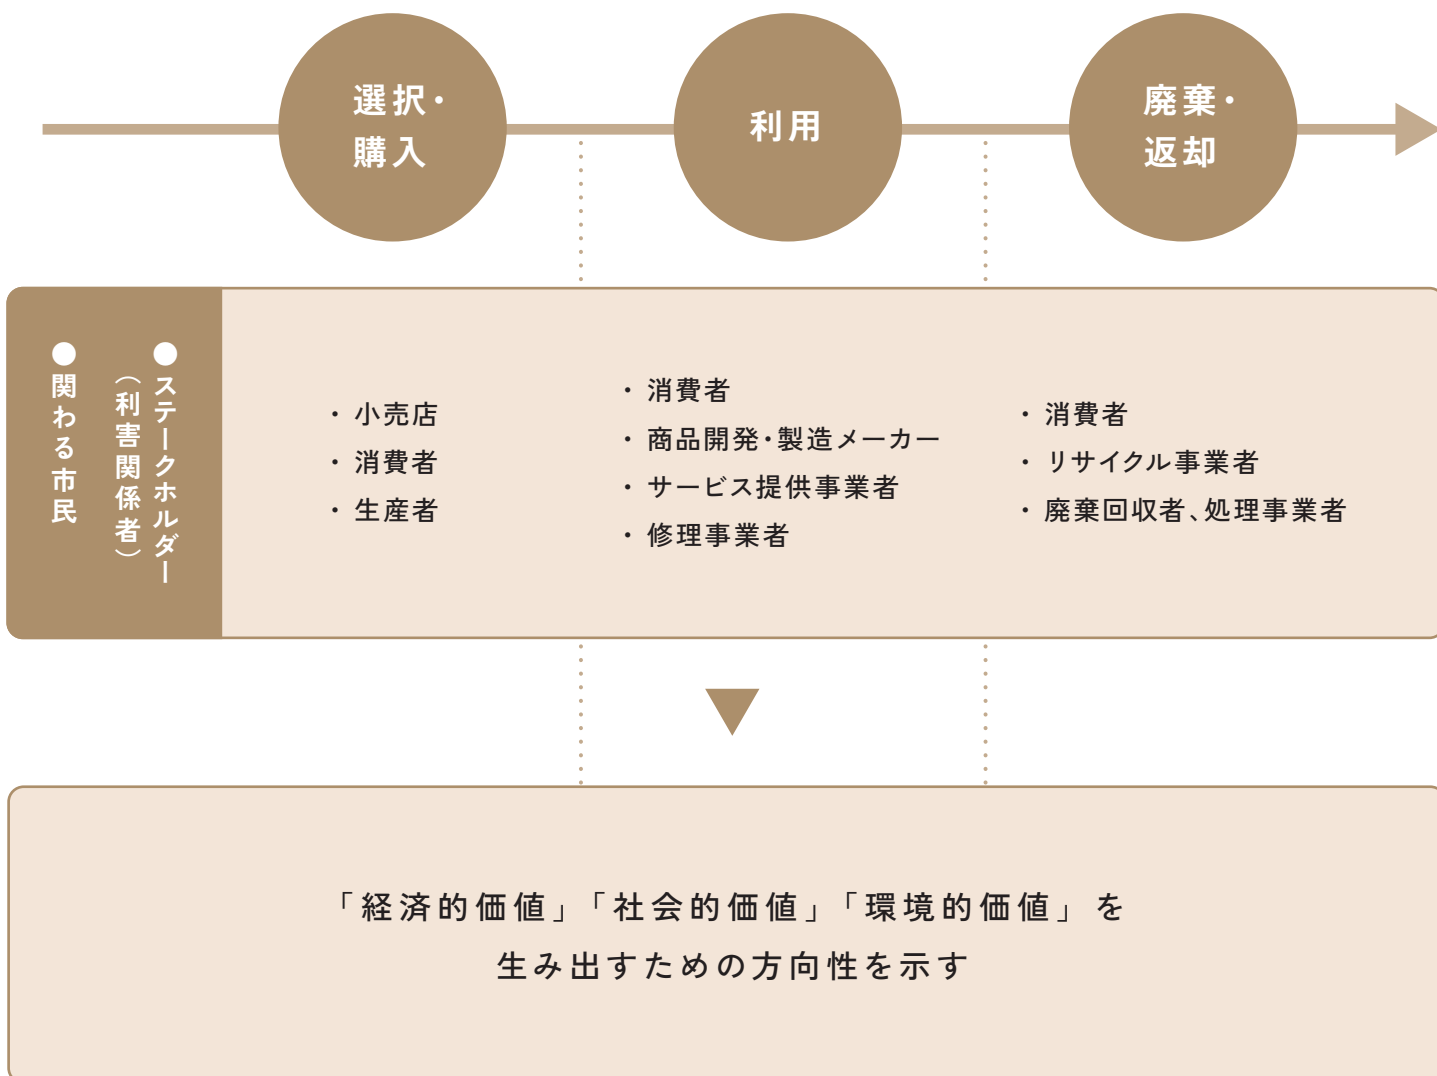 選択・
購入
利用
廃棄・
返却
●ステークホルダー
（利害関係者）
●関わる市民
・小売店
・消費者
・生産者
・消費者
・商品開発・製造メーカー
・サービス提供事業者
・修理事業者
・消費者
・リサイクル事業者
・廃棄回収者、処理事業者
「経済的価値」「社会的価値」「環境的価値」を
生み出すための方向性を示す